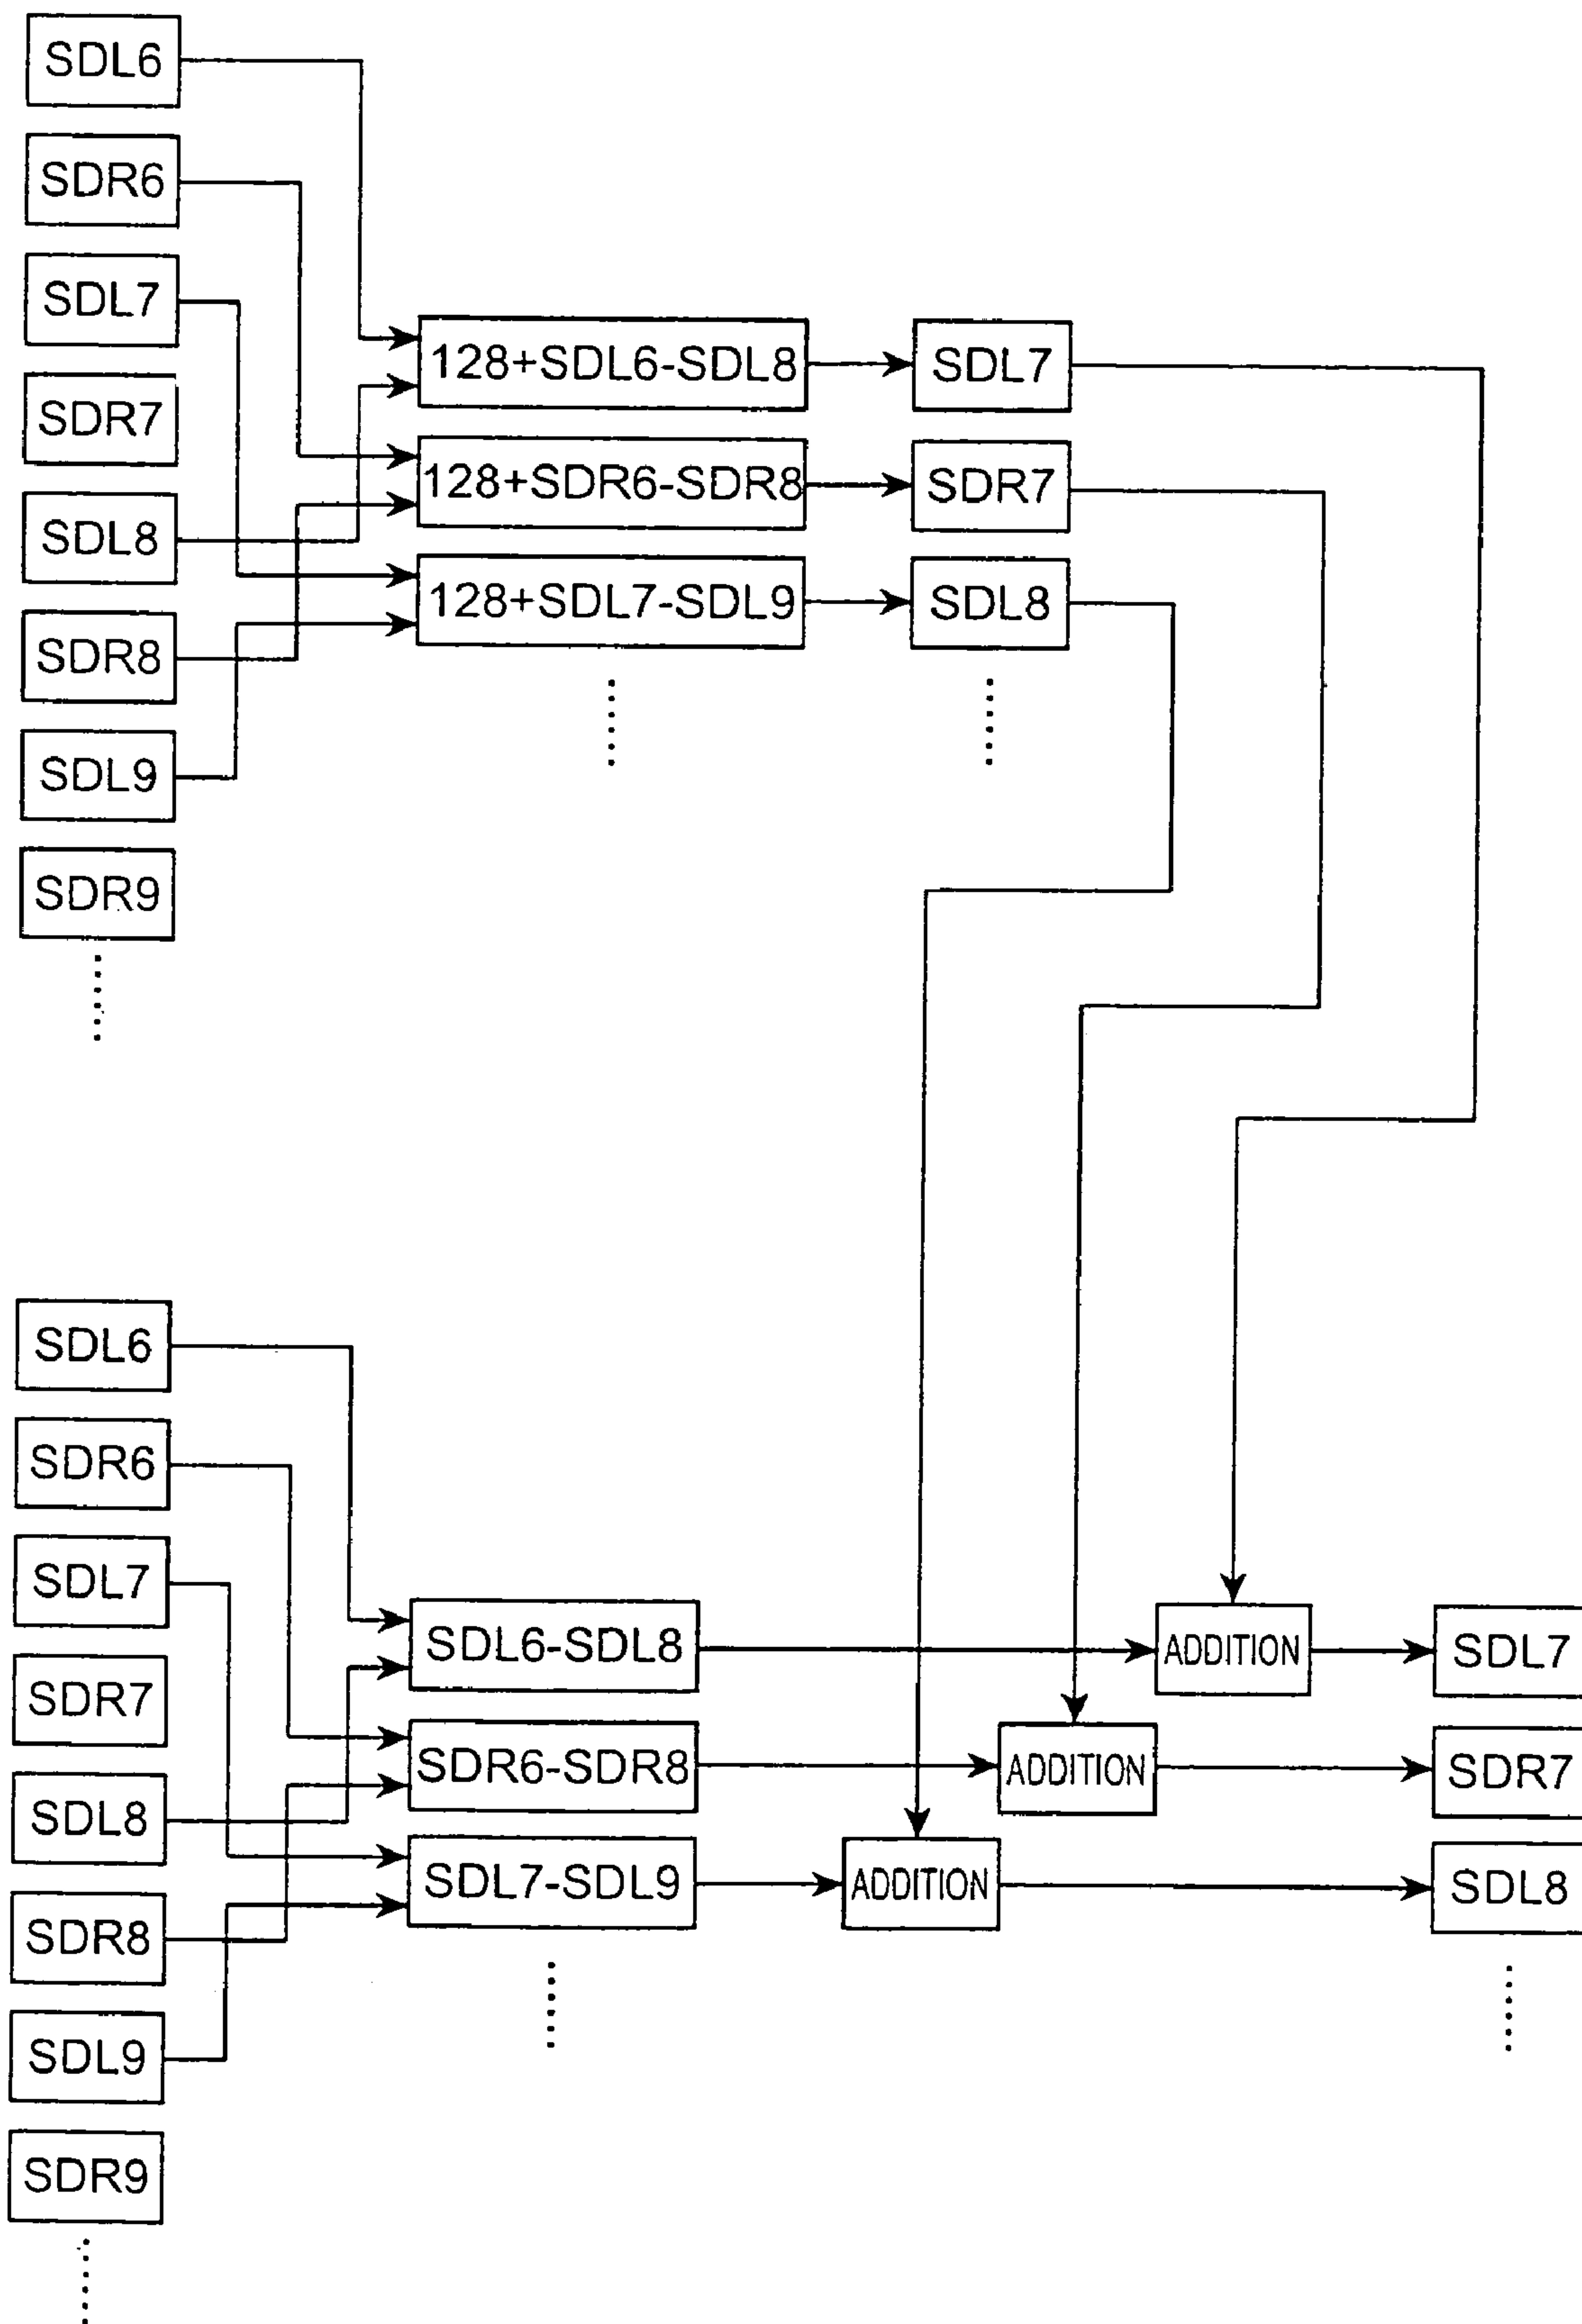 SDL6
SDR6
SDL7
SDR7
SDL8
SDR8
SDL9
SDR9
128+SDL6-SDL8
128+SDR6-SDR8
128+SDL7-SDL9
SDL7
SDR7
SDL8
SDL6
SDR6
SDL7
SDR7
SDL8
SDR8
SDL9
SDR9
SDL6-SDL8
SDR6-SDR8
SDL7-SDL9
ADDITION
ADDITION
ADDITION
SDL7
SDR7
SDL8